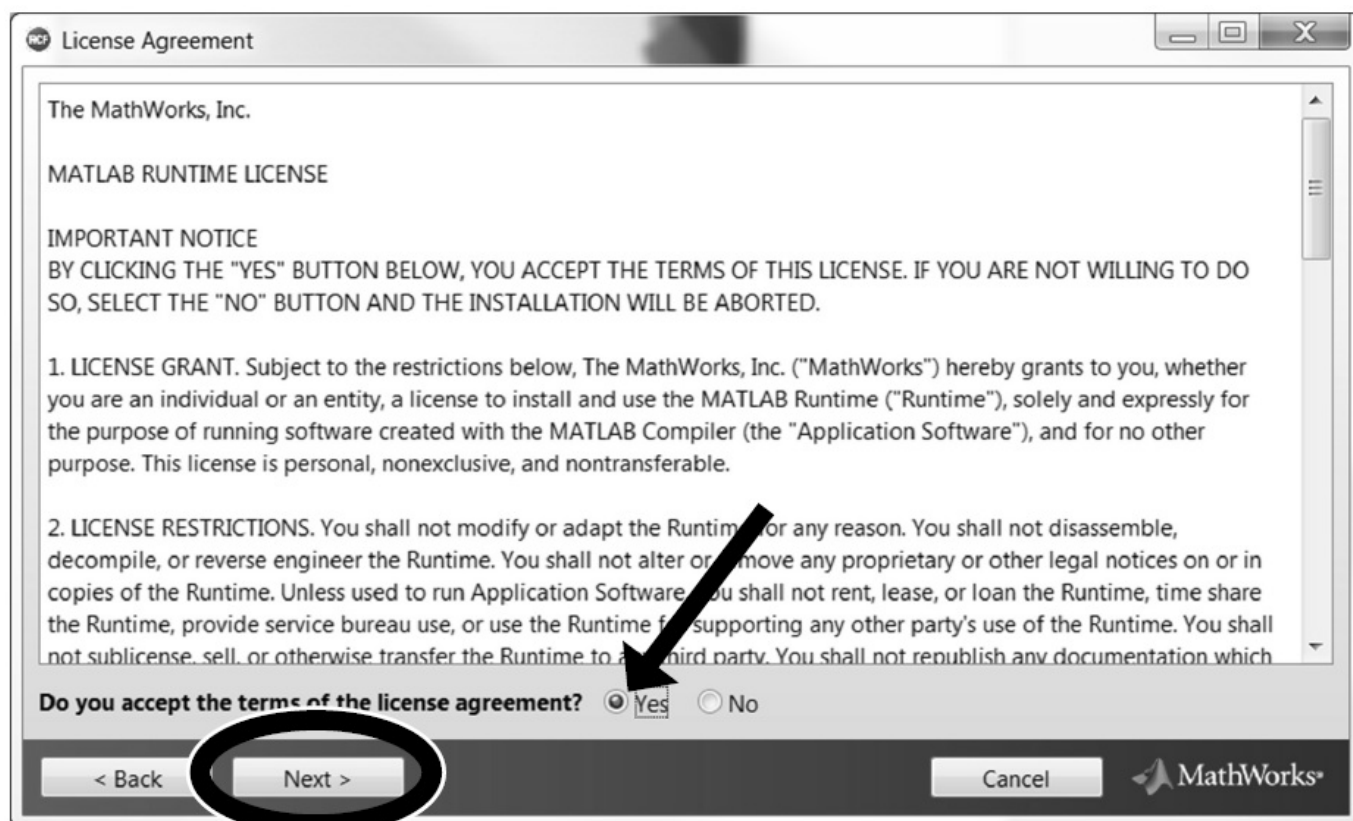 RCF License Agreement
The MathWorks, Inc.
MATLAB RUNTIME LICENSE
IMPORTANT NOTICE
BY CLICKING THE "YES" BUTTON BELOW, YOU ACCEPT THE TERMS OF THIS LICENSE. IF YOU ARE NOT WILLING TO DO
SO, SELECT THE "NO" BUTTON AND THE INSTALLATION WILL BE ABORTED.
1. LICENSE GRANT. Subject to the restrictions below, The MathWorks, Inc. ("MathWorks") hereby grants to you, whether
you are an individual or an entity, a license to install and use the MATLAB Runtime ("Runtime"), solely and expressly for
the purpose of running software created with the MATLAB Compiler (the "Application Software"), and for no other
purpose. This license is personal, nonexclusive, and nontransferable.
2. LICENSE RESTRICTIONS. You shall not modify or adapt the Runtime for any reason. You shall not disassemble,
decompile, or reverse engineer the Runtime. You shall not alter or remove any proprietary or other legal notices on or in
copies of the Runtime. Unless used to run Application Software, you shall not rent, lease, or loan the Runtime, time share
the Runtime, provide service bureau use, or use the Runtime for supporting any other party's use of the Runtime. You shall
not sublicense, sell, or otherwise transfer the Runtime to any third party. You shall not republish any documentation which
Do you accept the terms of the license agreement? Yes No
< Back Next > Cancel MathWorks®